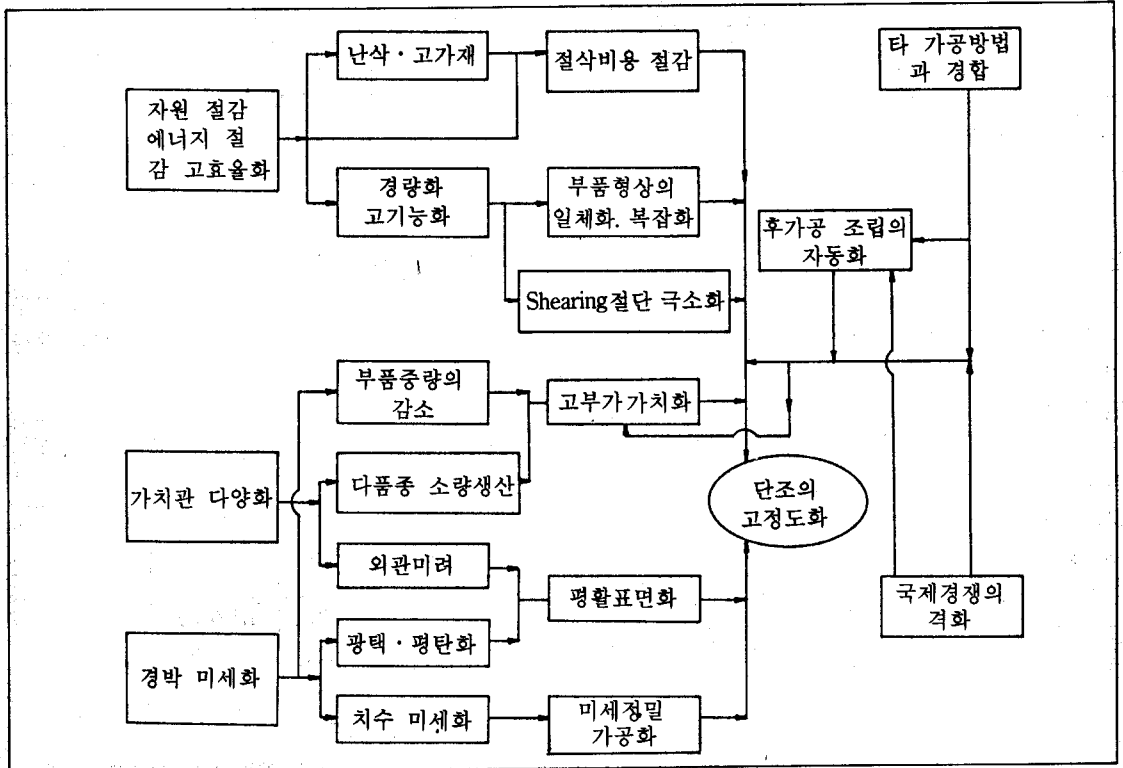 난삭·고가재
절삭비용 절감
타 가공방법
과 경합
자원 절감
에너지 절
감 고효율화
경량화
고기능화
부품형상의
일체화. 복잡화
후가공 조립의
자동화
Shearing절단 극소화
부품중량의
감소
고부가가치화
가치관 다양화
다품종 소량생산
단조의
고정도화
외관미려
평활표면화
국제경쟁의
격화
경박 미세화
광택·평탄화
치수 미세화
미세정밀
가공화